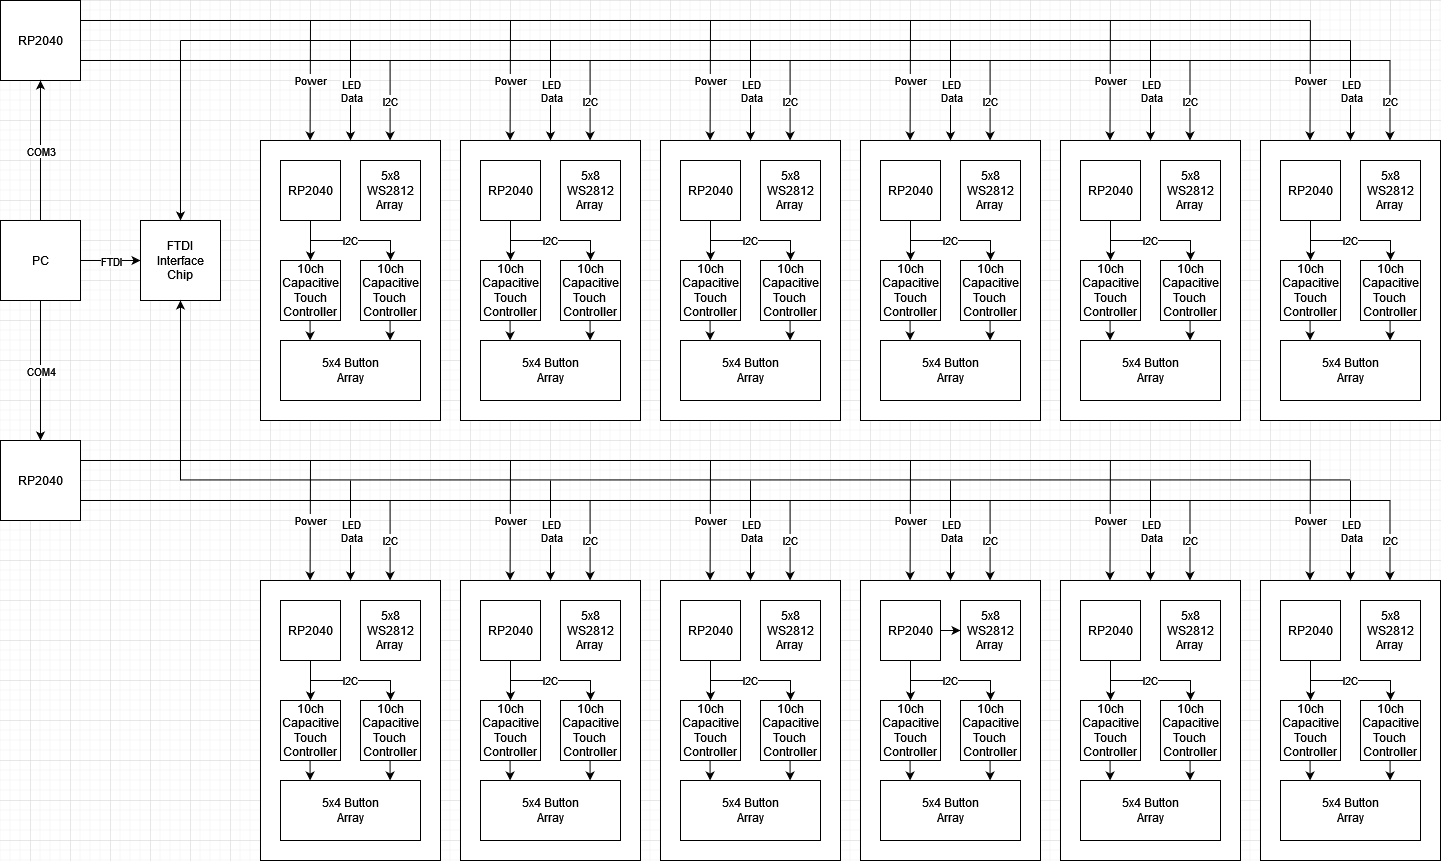 RP2040
Power
LED
Data
I2C
Power
LED
Data
I2C
Power
LED
Data
I2C
Power
LED
Data
I2C
Power
LED
Data
I2C
Power
LED
Data
I2C
COM3
PC
FTDI
FTDI
Interface
Chip
COM4
RP2040
5x8
WS2812
Array
I2C
10ch
Capacitive
Touch
Controller
10ch
Capacitive
Touch
Controller
5x4 Button
Array
RP2040
5x8
WS2812
Array
I2C
10ch
Capacitive
Touch
Controller
10ch
Capacitive
Touch
Controller
5x4 Button
Array
RP2040
5x8
WS2812
Array
I2C
10ch
Capacitive
Touch
Controller
10ch
Capacitive
Touch
Controller
5x4 Button
Array
RP2040
5x8
WS2812
Array
I2C
10ch
Capacitive
Touch
Controller
10ch
Capacitive
Touch
Controller
5x4 Button
Array
RP2040
5x8
WS2812
Array
I2C
10ch
Capacitive
Touch
Controller
10ch
Capacitive
Touch
Controller
5x4 Button
Array
RP2040
5x8
WS2812
Array
I2C
10ch
Capacitive
Touch
Controller
10ch
Capacitive
Touch
Controller
5x4 Button
Array
RP2040
Power
LED
Data
I2C
Power
LED
Data
I2C
Power
LED
Data
I2C
Power
LED
Data
I2C
Power
LED
Data
I2C
Power
LED
Data
I2C
RP2040
5x8
WS2812
Array
I2C
10ch
Capacitive
Touch
Controller
10ch
Capacitive
Touch
Controller
5x4 Button
Array
RP2040
5x8
WS2812
Array
I2C
10ch
Capacitive
Touch
Controller
10ch
Capacitive
Touch
Controller
5x4 Button
Array
RP2040
5x8
WS2812
Array
I2C
10ch
Capacitive
Touch
Controller
10ch
Capacitive
Touch
Controller
5x4 Button
Array
RP2040
5x8
WS2812
Array
I2C
10ch
Capacitive
Touch
Controller
10ch
Capacitive
Touch
Controller
5x4 Button
Array
RP2040
5x8
WS2812
Array
I2C
10ch
Capacitive
Touch
Controller
10ch
Capacitive
Touch
Controller
5x4 Button
Array
RP2040
5x8
WS2812
Array
I2C
10ch
Capacitive
Touch
Controller
10ch
Capacitive
Touch
Controller
5x4 Button
Array